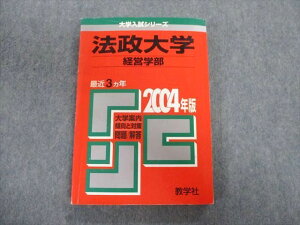 大学入試シリーズ
法政大学
経営学部
最近3ヵ年
2004年版
大学案内
傾向と対策
問題/解答
教学社